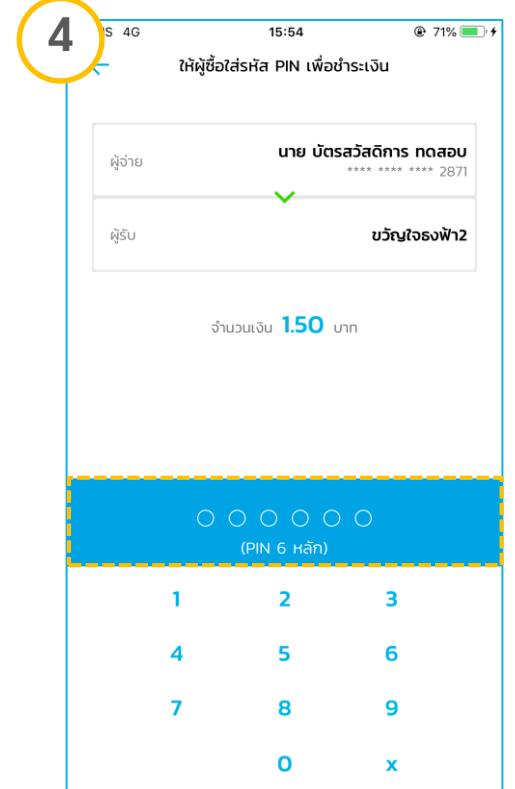 4
IS 4G 15:54 71%
ให้ผู้ซื้อใส่รหัส PIN เพื่อชำระเงิน
ผู้จ่าย นาย บัตรสวัสดิการ ทดสอบ
**** **** **** 2871
ผู้รับ ขวัญใจธงฟ้า2
จำนวนเงิน 1.50 บาท
(PIN 6 หลัก)
1 2 3
4 5 6
7 8 9
0 x